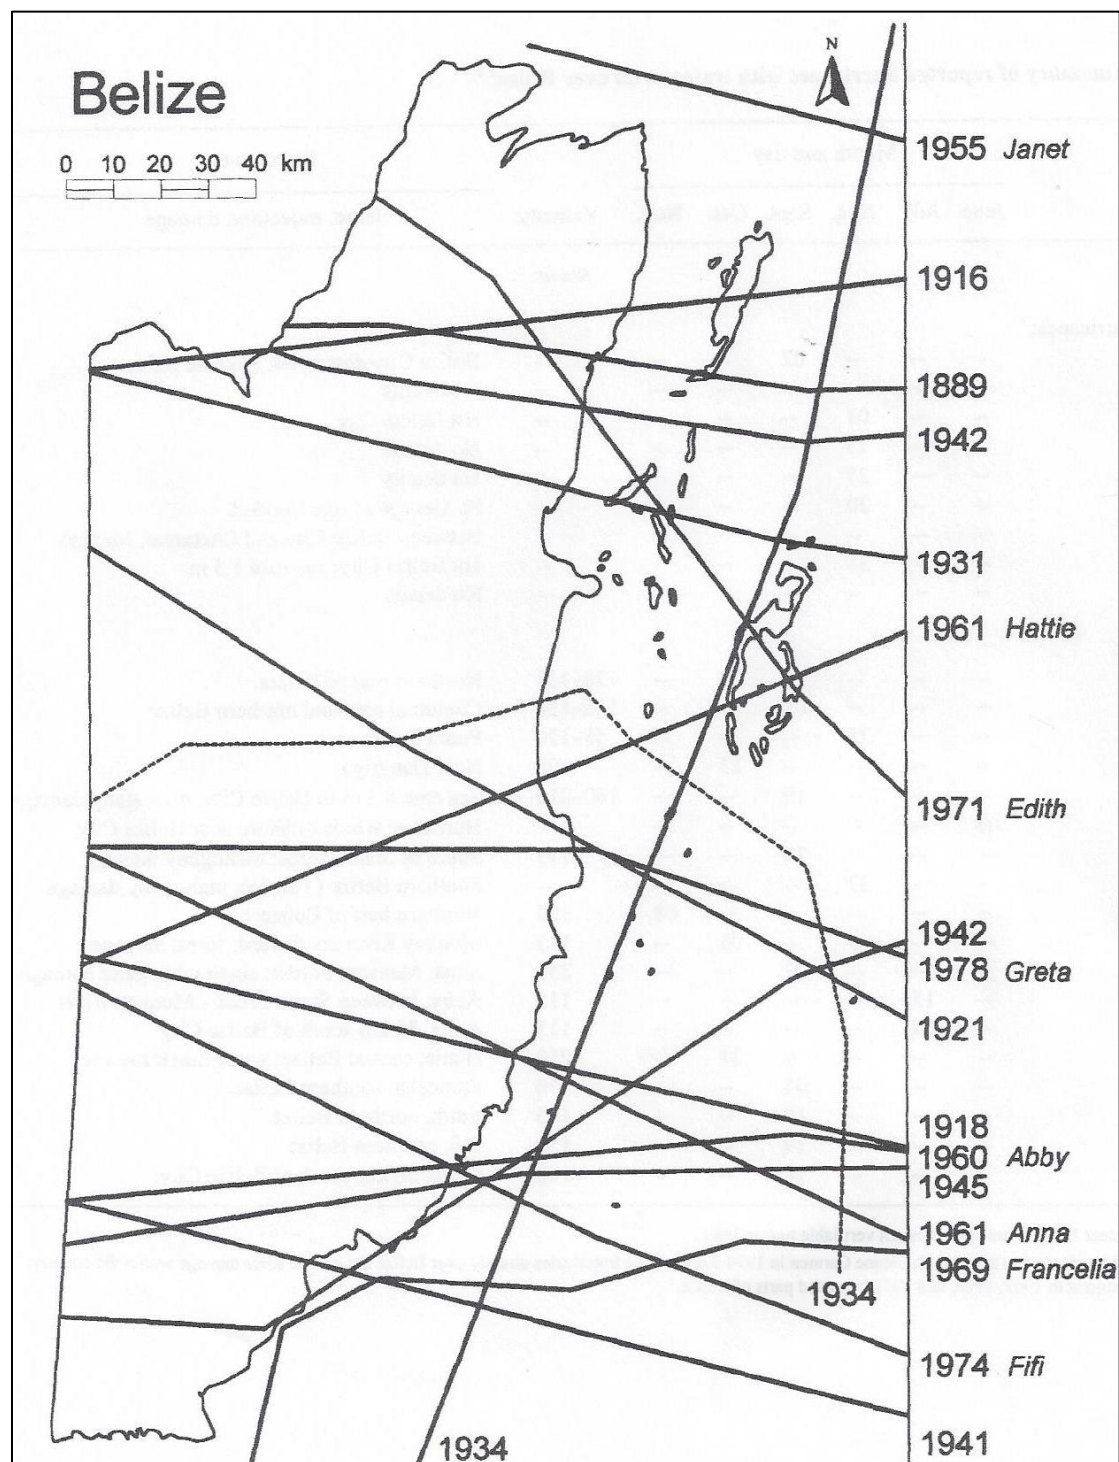 Belize
N
0 10 20 30 40 km
1955 Janet
1916
1889
1942
1931
1961 Hattie
1971 Edith
1942
1978 Greta
1921
1918
1960 Abby
1945
1961 Anna
1969 Francelia
1934
1974 Fifi
1934
1941